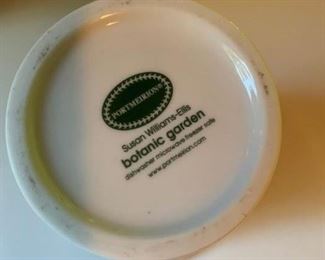 PORTMEIRION®
Susan Williams-Ellis
botanic garden
dishwasher microwave freezer safe
www.portmeirion.com